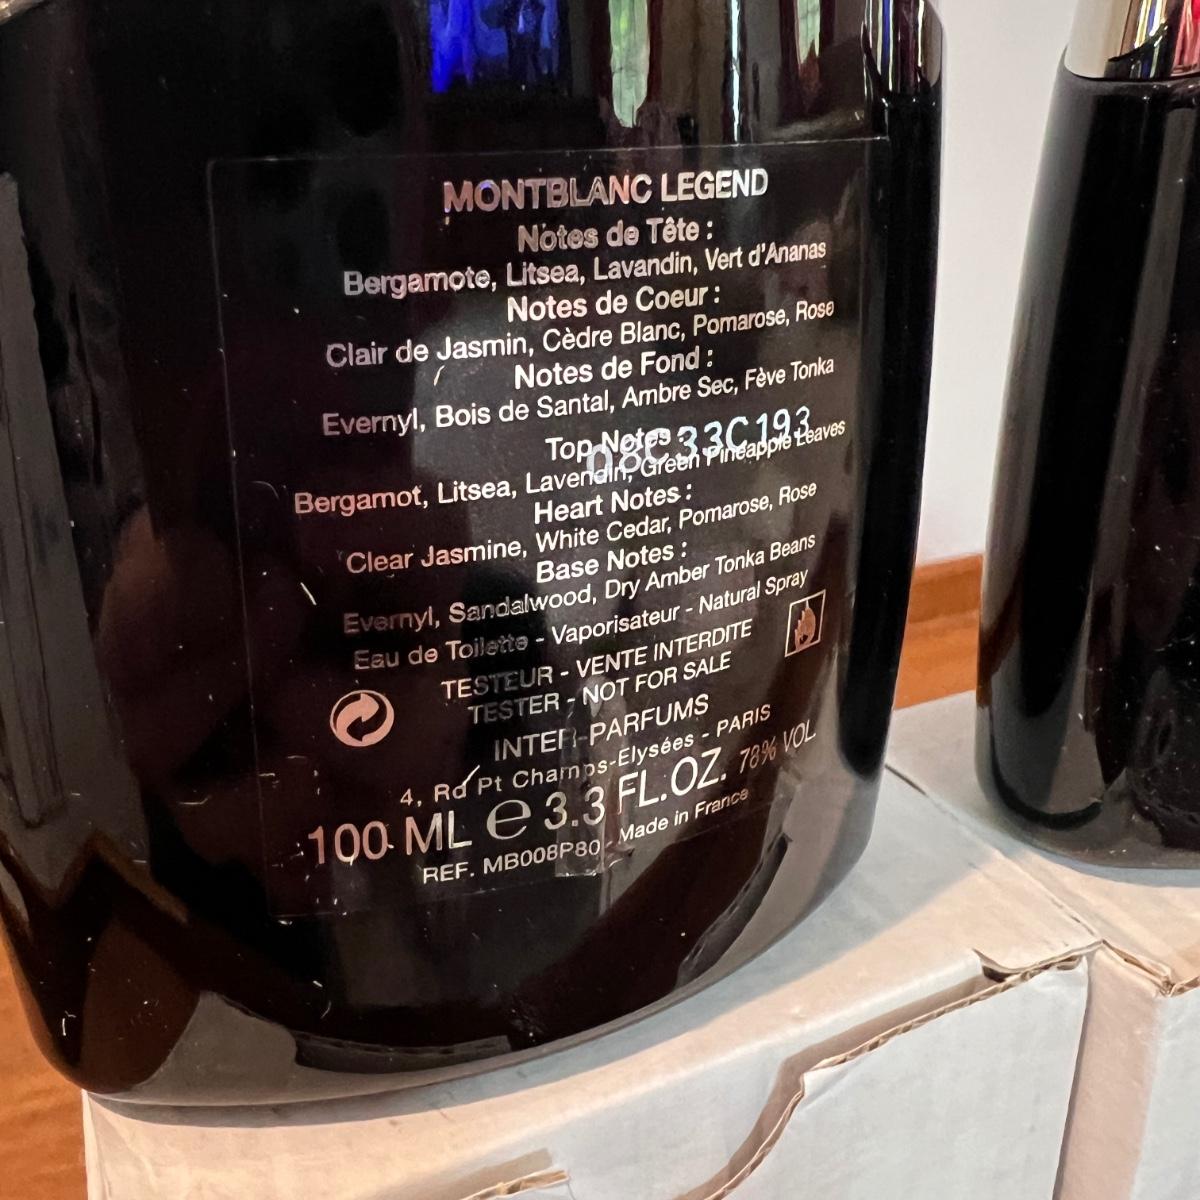 MONTBLANC LEGEND
Notes de Tête :
Bergamote, Litsea, Lavandin, Vert d'Ananas
Notes de Coeur :
Clair de Jasmin, Cèdre Blanc, Pomarose, Rose
Notes de Fond :
Evernyl, Bois de Santal, Ambre Sec, Fève Tonka
Top Notes :
08C33C193
Bergamot, Litsea, Lavendin, Green Pineapple Leaves
Heart Notes :
Clear Jasmine, White Cedar, Pomarose, Rose
Base Notes :
Evernyl, Sandalwood, Dry Amber Tonka Beans
Eau de Toilette - Vaporisateur - Natural Spray
TESTEUR - VENTE INTERDITE
TESTER - NOT FOR SALE
INTER-PARFUMS
4, Rd Pt Champs-Elysées - PARIS
100 ML e 3.3 FL.OZ. 78% VOL
REF. MB008P80 Made in France